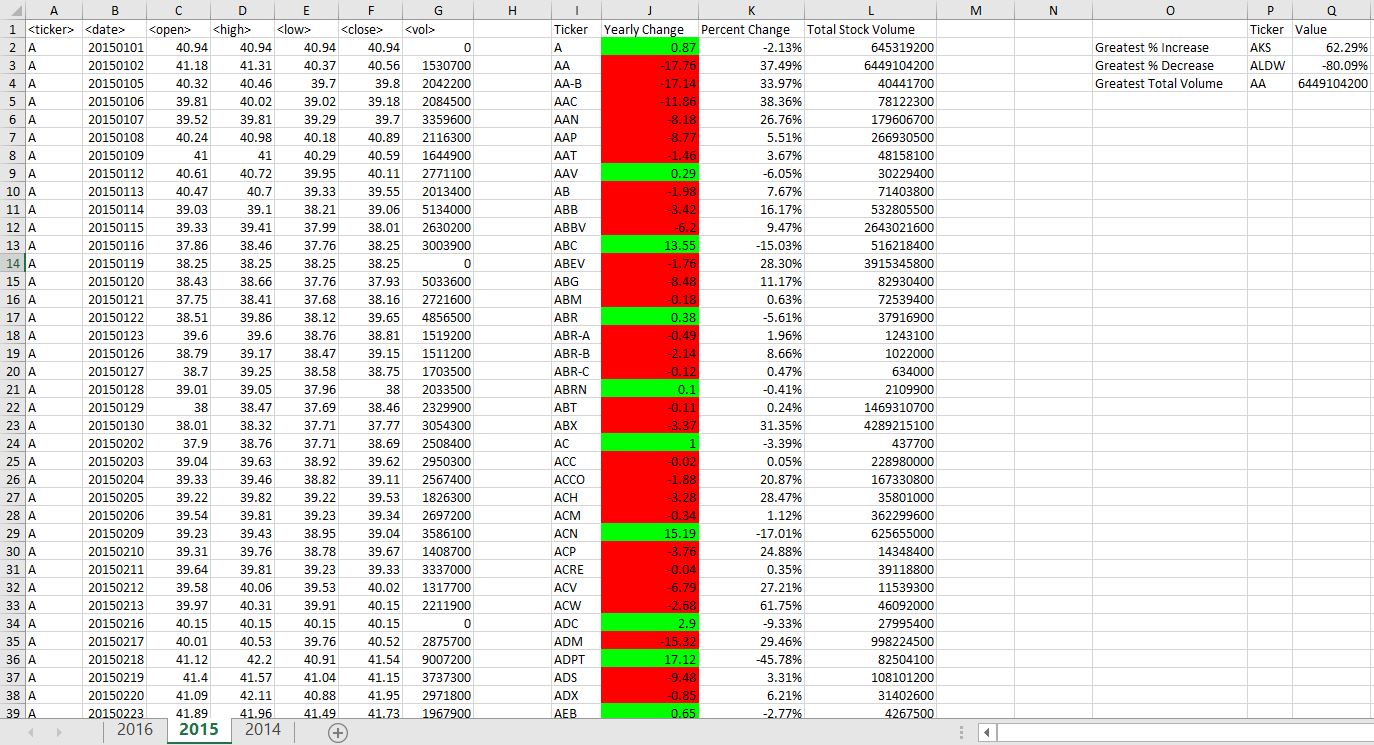 A B C D E F G H I J K L M N O P Q
1 <ticker> <date> <open> <high> <low> <close> <vol> Ticker Yearly Change Percent Change Total Stock Volume Ticker Value
2 A 20150101 40.94 40.94 40.94 40.94 0 A 0.87 -2.13% 645319200 Greatest % Increase AKS 62.29%
3 A 20150102 41.18 41.31 40.37 40.56 1530700 AA -17.76 37.49% 6449104200 Greatest % Decrease ALDW -80.09%
4 A 20150105 40.32 40.46 39.7 39.8 2042200 AA-B -17.14 33.97% 40441700 Greatest Total Volume AA 6449104200
5 A 20150106 39.81 40.02 39.02 39.18 2084500 AAC -11.86 38.36% 78122300
6 A 20150107 39.52 39.81 39.29 39.7 3359600 AAN -8.18 26.76% 179606700
7 A 20150108 40.24 40.98 40.18 40.89 2116300 AAP -8.77 5.51% 266930500
8 A 20150109 41 41 40.29 40.59 1644900 AAT -1.46 3.67% 48158100
9 A 20150112 40.61 40.72 39.95 40.11 2771100 AAV 0.29 -6.05% 30229400
10 A 20150113 40.47 40.7 39.33 39.55 2013400 AB -1.98 7.67% 71403800
11 A 20150114 39.03 39.1 38.21 39.06 5134000 ABB -3.42 16.17% 532805500
12 A 20150115 39.33 39.41 37.99 38.01 2630200 ABBV -6.2 9.47% 2643021600
13 A 20150116 37.86 38.46 37.76 38.25 3003900 ABC 13.55 -15.03% 516218400
14 A 20150119 38.25 38.25 38.25 38.25 0 ABEV -1.76 28.30% 3915345800
15 A 20150120 38.43 38.66 37.76 37.93 5033600 ABG -8.48 11.17% 82930400
16 A 20150121 37.75 38.41 37.68 38.16 2721600 ABM -0.18 0.63% 72539400
17 A 20150122 38.51 39.86 38.12 39.65 4856500 ABR 0.38 -5.61% 37916900
18 A 20150123 39.6 39.6 38.76 38.81 1519200 ABR-A -0.49 1.96% 1243100
19 A 20150126 38.79 39.17 38.47 39.15 1511200 ABR-B -2.14 8.66% 1022000
20 A 20150127 38.7 39.25 38.58 38.75 1703500 ABR-C -0.12 0.47% 634000
21 A 20150128 39.01 39.05 37.96 38 2033500 ABRN 0.1 -0.41% 2109900
22 A 20150129 38 38.47 37.69 38.46 2329900 ABT -0.11 0.24% 1469310700
23 A 20150130 38.01 38.32 37.71 37.77 3054300 ABX -3.37 31.35% 4289215100
24 A 20150202 37.9 38.76 37.71 38.69 2508400 AC 1 -3.39% 437700
25 A 20150203 39.04 39.63 38.92 39.62 2950300 ACC -0.02 0.05% 228980000
26 A 20150204 39.33 39.46 38.82 39.11 2567400 ACCO -1.88 20.87% 167330800
27 A 20150205 39.22 39.82 39.22 39.53 1826300 ACH -3.28 28.47% 35801000
28 A 20150206 39.54 39.81 39.23 39.34 2697200 ACM -0.34 1.12% 362299600
29 A 20150209 39.23 39.43 38.95 39.04 3586100 ACN 15.19 -17.01% 625655000
30 A 20150210 39.31 39.76 38.78 39.67 1408700 ACP -3.76 24.88% 14348400
31 A 20150211 39.64 39.81 39.23 39.33 3337000 ACRE -0.04 0.35% 39118800
32 A 20150212 39.58 40.06 39.53 40.02 1317700 ACV -6.79 27.21% 11539300
33 A 20150213 39.97 40.31 39.91 40.15 2211900 ACW -2.68 61.75% 46092000
34 A 20150216 40.15 40.15 40.15 40.15 0 ADC 2.9 -9.33% 27995400
35 A 20150217 40.01 40.53 39.76 40.52 2875700 ADM -15.32 29.46% 998224500
36 A 20150218 41.12 42.2 40.91 41.54 9007200 ADPT 17.12 -45.78% 82504100
37 A 20150219 41.4 41.57 41.04 41.15 3737300 ADS -9.48 3.31% 108101200
38 A 20150220 41.09 42.11 40.88 41.95 2971800 ADX -0.85 6.21% 31402600
39 A 20150223 41.89 41.96 41.49 41.73 1967900 AEB 0.65 -2.77% 4267500
2016 2015 2014